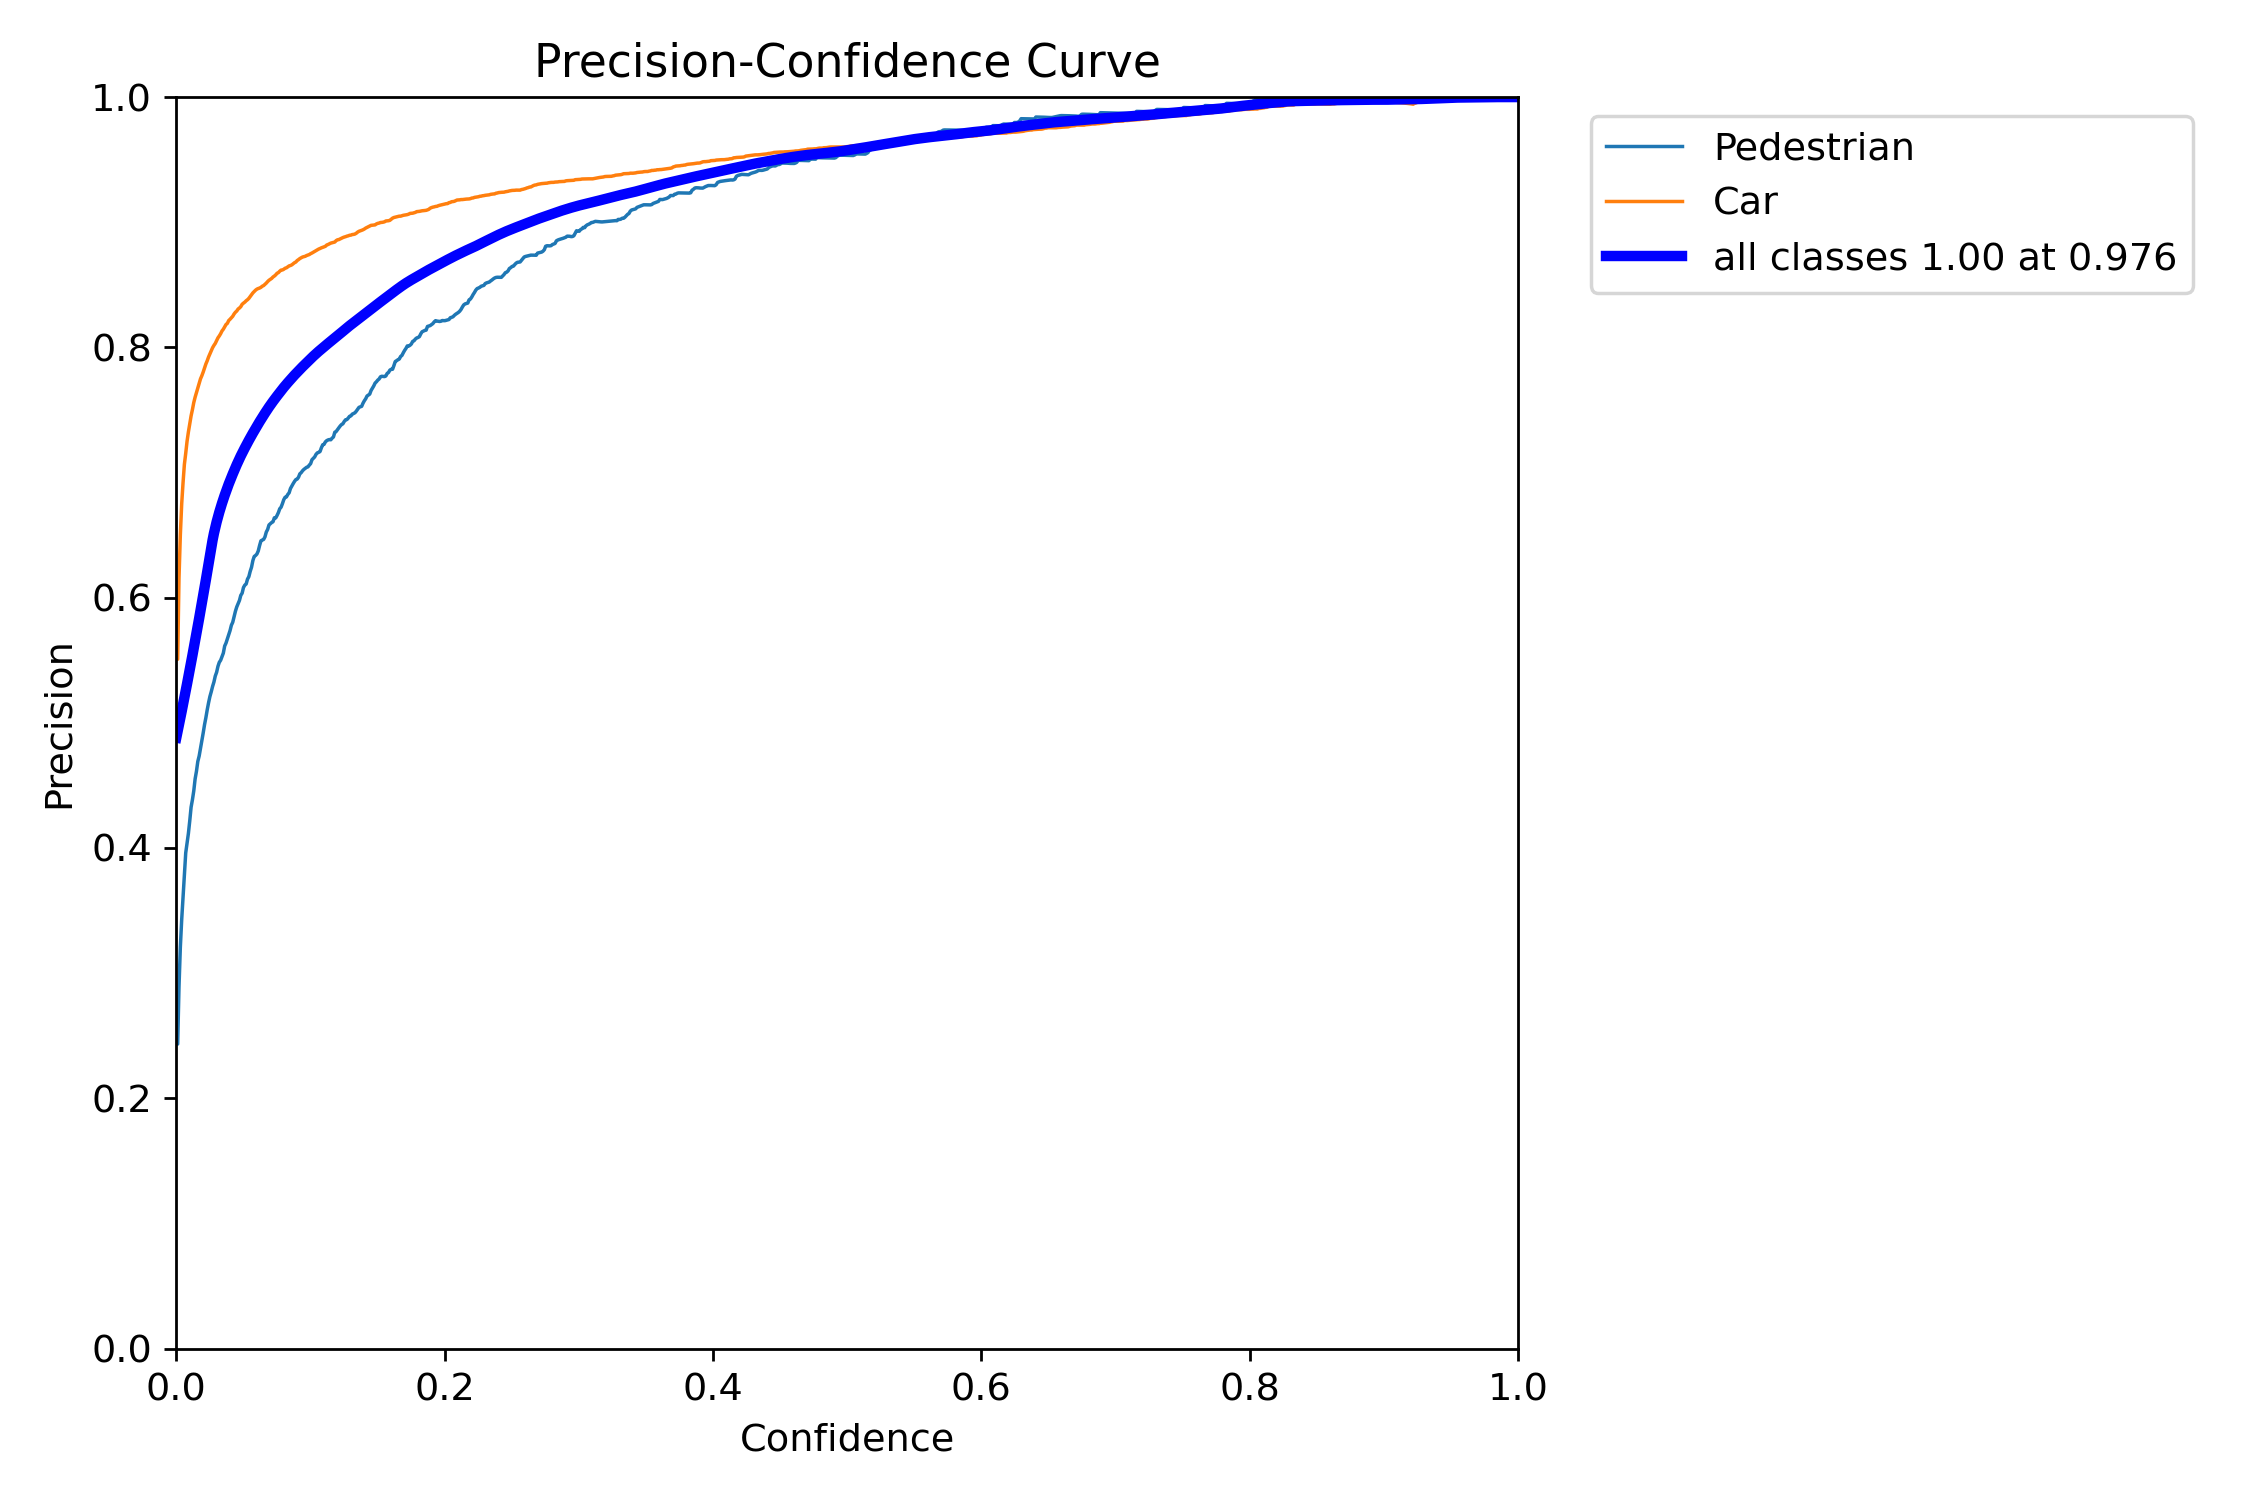 Precision-Confidence Curve
1.0
0.8
0.6
0.4
0.2
0.0
Precision
0.0 0.2 0.4 0.6 0.8 1.0
Confidence
Pedestrian
Car
all classes 1.00 at 0.976